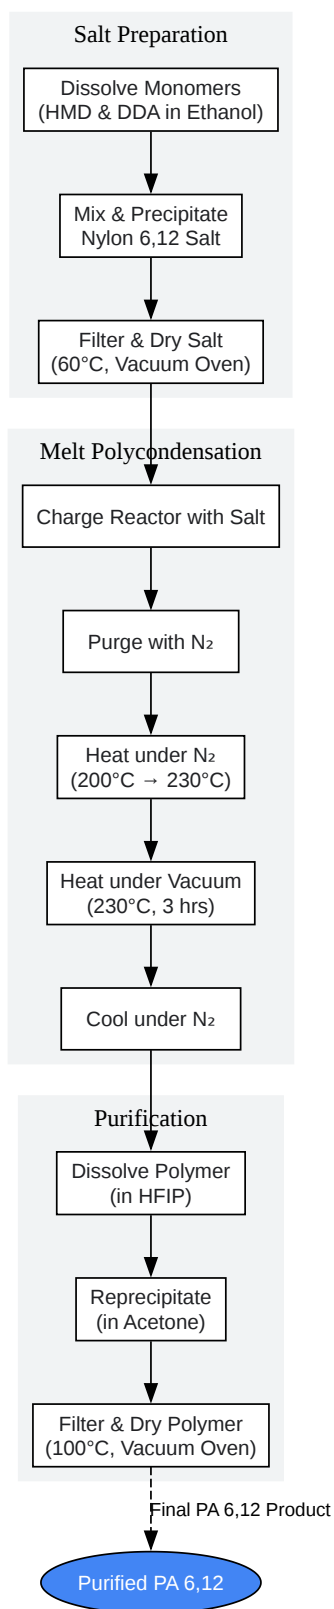 Salt Preparation
Dissolve Monomers
(HMD & DDA in Ethanol)
Mix & Precipitate
Nylon 6,12 Salt
Filter & Dry Salt
(60°C, Vacuum Oven)
Melt Polycondensation
Charge Reactor with Salt
Purge with N₂
Heat under N₂
(200°C → 230°C)
Heat under Vacuum
(230°C, 3 hrs)
Cool under N₂
Purification
Dissolve Polymer
(in HFIP)
Reprecipitate
(in Acetone)
Filter & Dry Polymer
(100°C, Vacuum Oven)
Final PA 6,12 Product
Purified PA 6,12